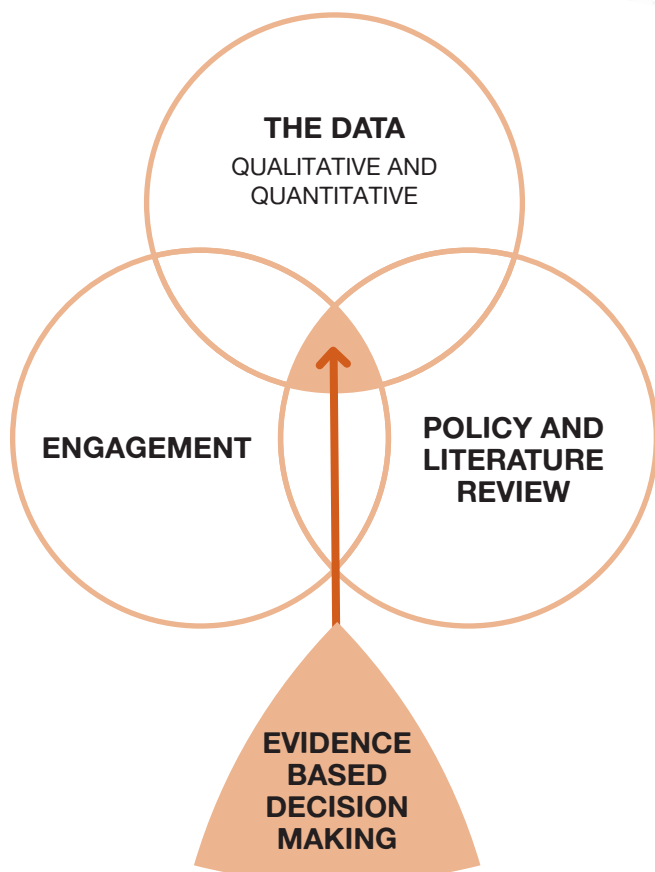 THE DATA
QUALITATIVE AND
QUANTITATIVE
ENGAGEMENT
POLICY AND
LITERATURE
REVIEW
EVIDENCE
BASED
DECISION
MAKING